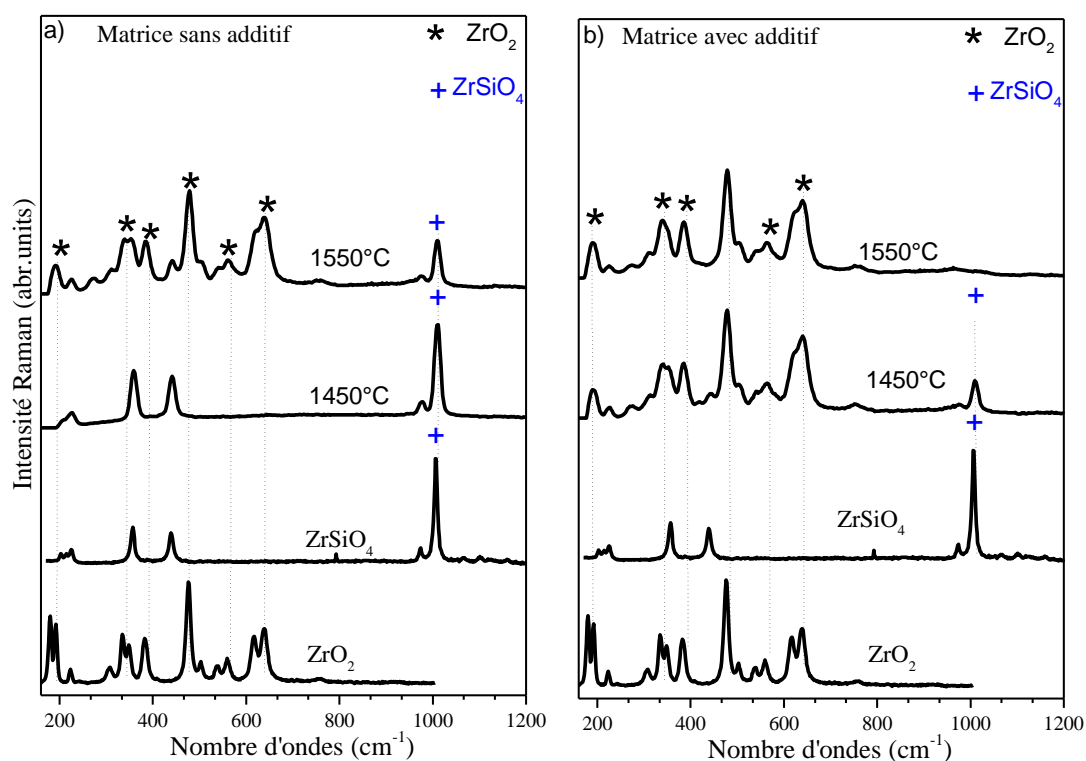 a) Matrice sans additif * ZrO2
+ ZrSiO4
* * * * * * +
1550°C
+
1450°C
+
ZrSiO4
ZrO2
200 400 600 800 1000 1200
Nombre d'ondes (cm-1)
Intensité Raman (abr.units)
b) Matrice avec additif * ZrO2
+ ZrSiO4
* * * * *
1550°C
+
1450°C
+
ZrSiO4
ZrO2
200 400 600 800 1000 1200
Nombre d'ondes (cm-1)